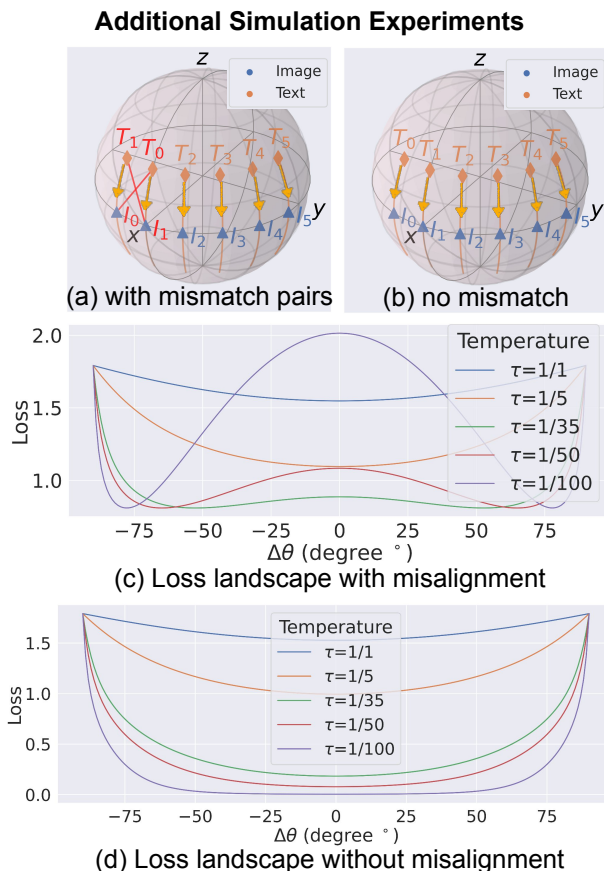 Additional Simulation Experiments
z
Image
Text
T₁ T₀ T₂ T₃ T₄ T₅
I₀ I₁ I₂ I₃ I₄ I₅
x
y
(a) with mismatch pairs
z
Image
Text
T₀ T₁ T₂ T₃ T₄ T₅
I₀ I₁ I₂ I₃ I₄ I₅
x
y
(b) no mismatch
2.0
1.5
1.0
Loss
Temperature
τ=1/1
τ=1/5
τ=1/35
τ=1/50
τ=1/100
−75 −50 −25 0 25 50 75
Δθ (degree °)
(c) Loss landscape with misalignment
1.5
1.0
0.5
0.0
Loss
Temperature
τ=1/1
τ=1/5
τ=1/35
τ=1/50
τ=1/100
−75 −50 −25 0 25 50 75
Δθ (degree °)
(d) Loss landscape without misalignment